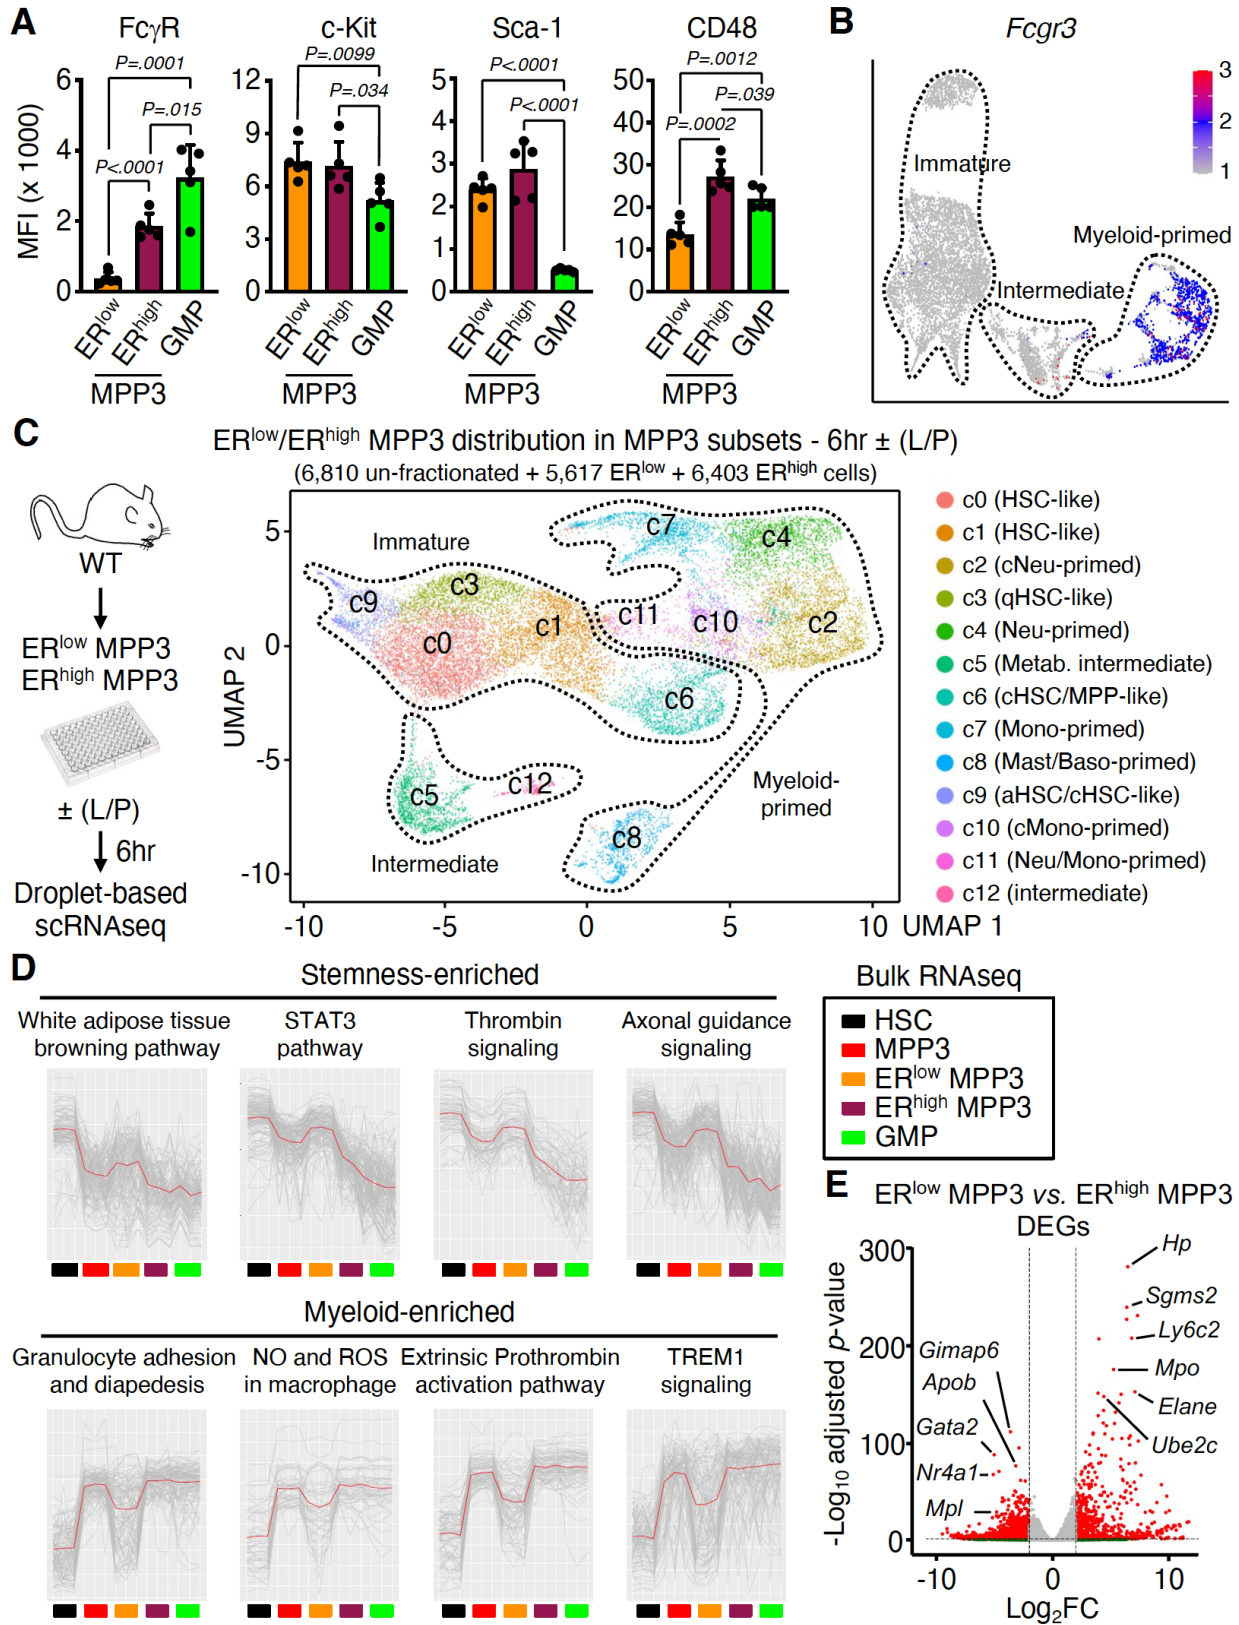 A
FcγR
c-Kit
Sca-1
CD48
P=.0001
P=.015
P<.0001
P=.0099
P=.034
P<.0001
P<.0001
P=.0012
P=.039
P=.0002
MFI (x 1000)
6
4
2
0
12
9
6
3
0
5
4
3
2
1
0
50
40
30
20
10
0
ERlow
ERhigh
GMP
ERlow
ERhigh
GMP
ERlow
ERhigh
GMP
ERlow
ERhigh
GMP
MPP3
MPP3
MPP3
MPP3
B
Fcgr3
3
2
1
Immature
Myeloid-primed
Intermediate
C
ERlow/ERhigh MPP3 distribution in MPP3 subsets - 6hr ± (L/P)
(6,810 un-fractionated + 5,617 ERlow + 6,403 ERhigh cells)
WT
ERlow MPP3
ERhigh MPP3
± (L/P)
6hr
Droplet-based
scRNAseq
UMAP 2
5
0
-5
-10
-10
-5
0
5
10
UMAP 1
Immature
c9
c3
c0
c1
c11
c10
c7
c4
c2
c6
c5
c12
c8
Intermediate
Myeloid-
primed
c0 (HSC-like)
c1 (HSC-like)
c2 (cNeu-primed)
c3 (qHSC-like)
c4 (Neu-primed)
c5 (Metab. intermediate)
c6 (cHSC/MPP-like)
c7 (Mono-primed)
c8 (Mast/Baso-primed)
c9 (aHSC/cHSC-like)
c10 (cMono-primed)
c11 (Neu/Mono-primed)
c12 (intermediate)
D
Stemness-enriched
White adipose tissue
browning pathway
STAT3
pathway
Thrombin
signaling
Axonal guidance
signaling
Myeloid-enriched
Granulocyte adhesion
and diapedesis
NO and ROS
in macrophage
Extrinsic Prothrombin
activation pathway
TREM1
signaling
Bulk RNAseq
HSC
MPP3
ERlow MPP3
ERhigh MPP3
GMP
E
ERlow MPP3 vs. ERhigh MPP3
DEGs
-Log10 adjusted p-value
300
200
100
0
0
-10
0
10
Log2FC
Hp
Sgms2
Ly6c2
Mpo
Elane
Ube2c
Gimap6
Apob
Gata2
Nr4a1
Mpl